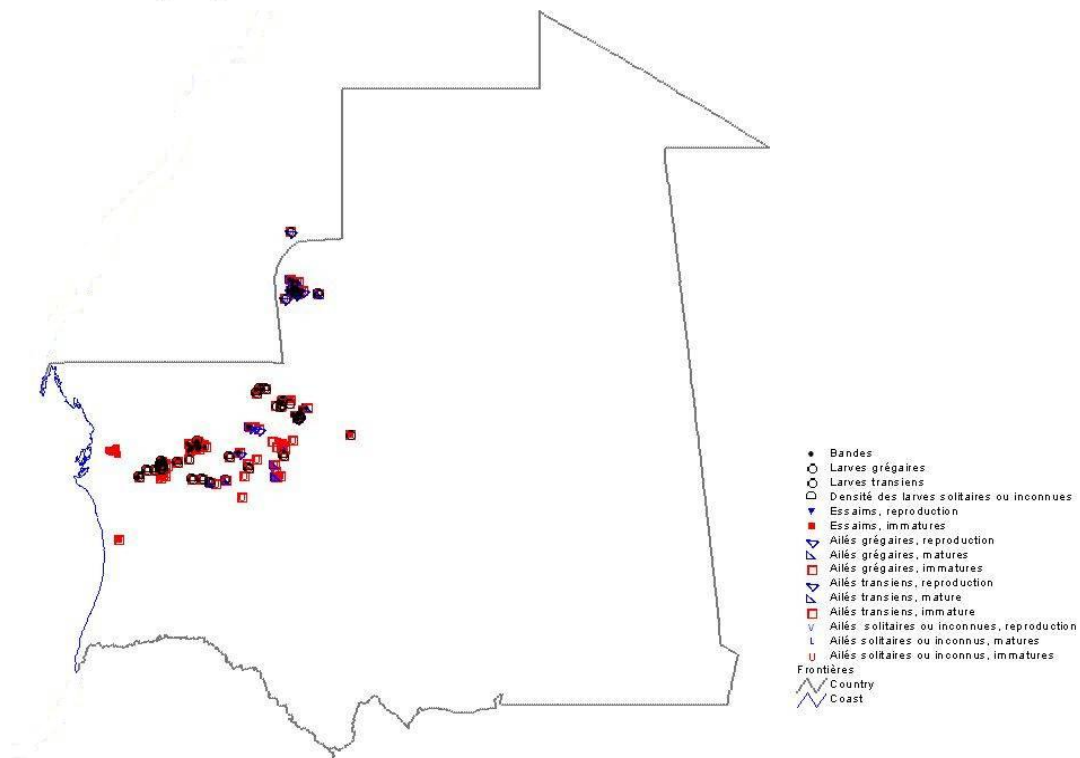 Bandes
Larves grégaires
Larves transiens
Densité des larves solitaires ou inconnues
Essaims, reproduction
Essaims, immatures
Ailés grégaires, reproduction
Ailés grégaires, matures
Ailés grégaires, immatures
Ailés transiens, reproduction
Ailés transiens, mature
Ailés transiens, immature
Ailés solitaires ou inconnues, reproduction
Ailés solitaires ou inconnus, matures
Ailés solitaires ou inconnus, immatures
Frontières
Country
Coast